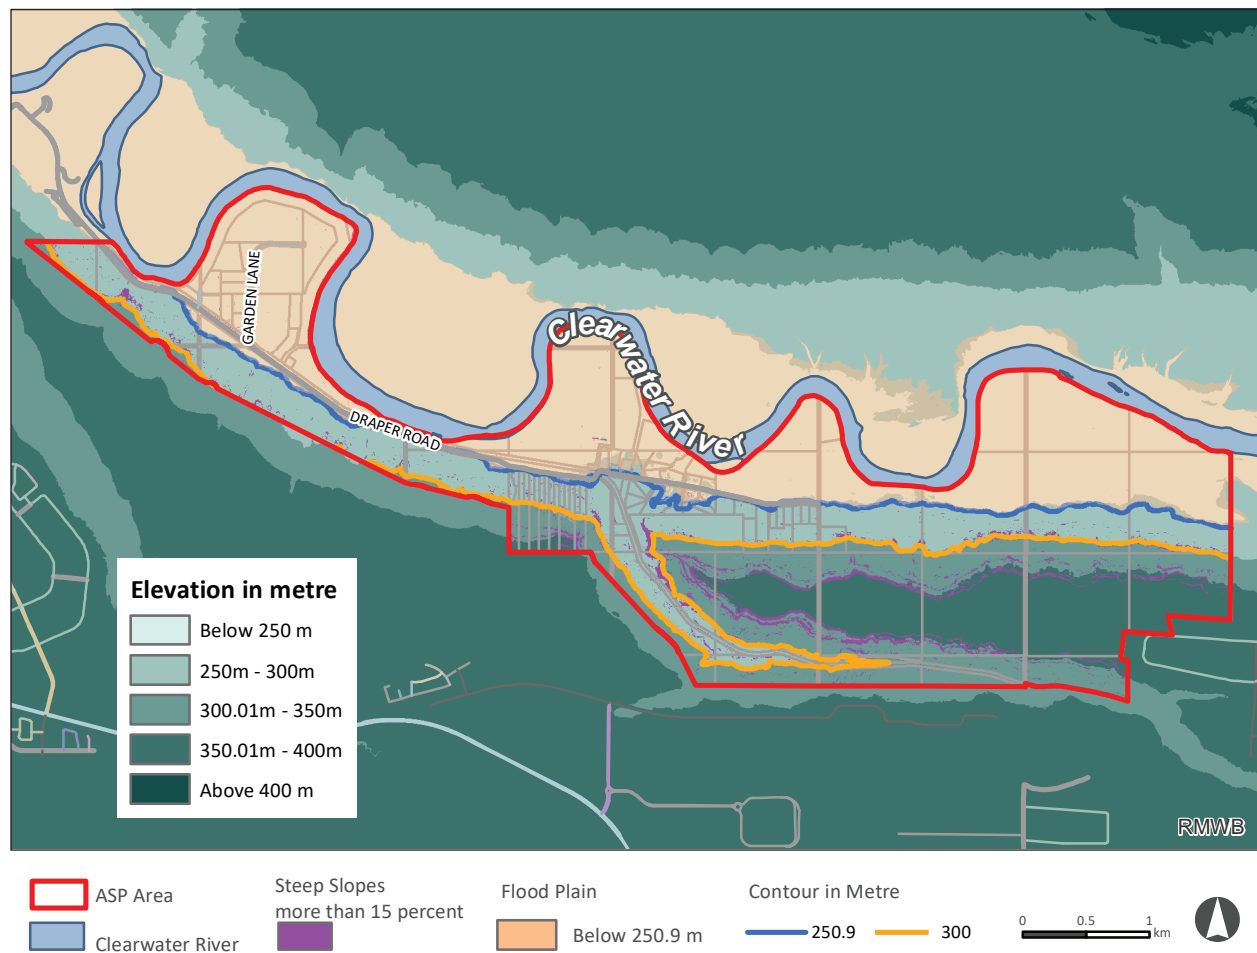 GARDEN LANE
Clearwater River
DRAPER ROAD
Elevation in metre
Below 250 m
250m - 300m
300.01m - 350m
350.01m - 400m
Above 400 m
RMWB
ASP Area
Clearwater River
Steep Slopes
more than 15 percent
Flood Plain
Below 250.9 m
Contour in Metre
250.9
300
0 0.5 1
km